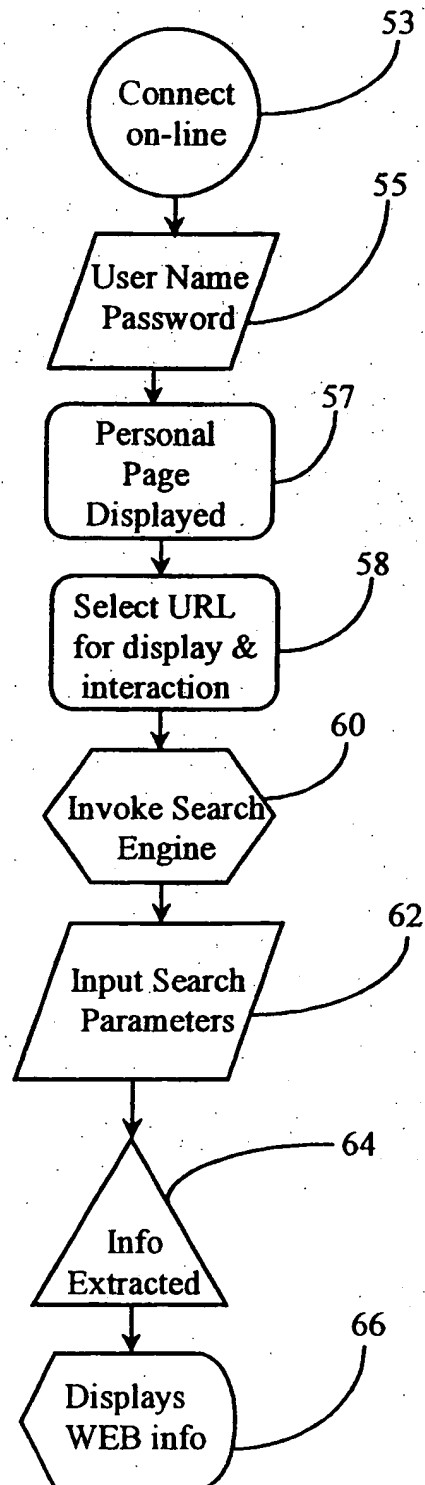 53
Connect
on-line
55
User Name
Password
57
Personal
Page
Displayed
58
Select URL
for display &
interaction
60
Invoke Search
Engine
62
Input Search
Parameters
64
Info
Extracted
66
Displays
WEB info